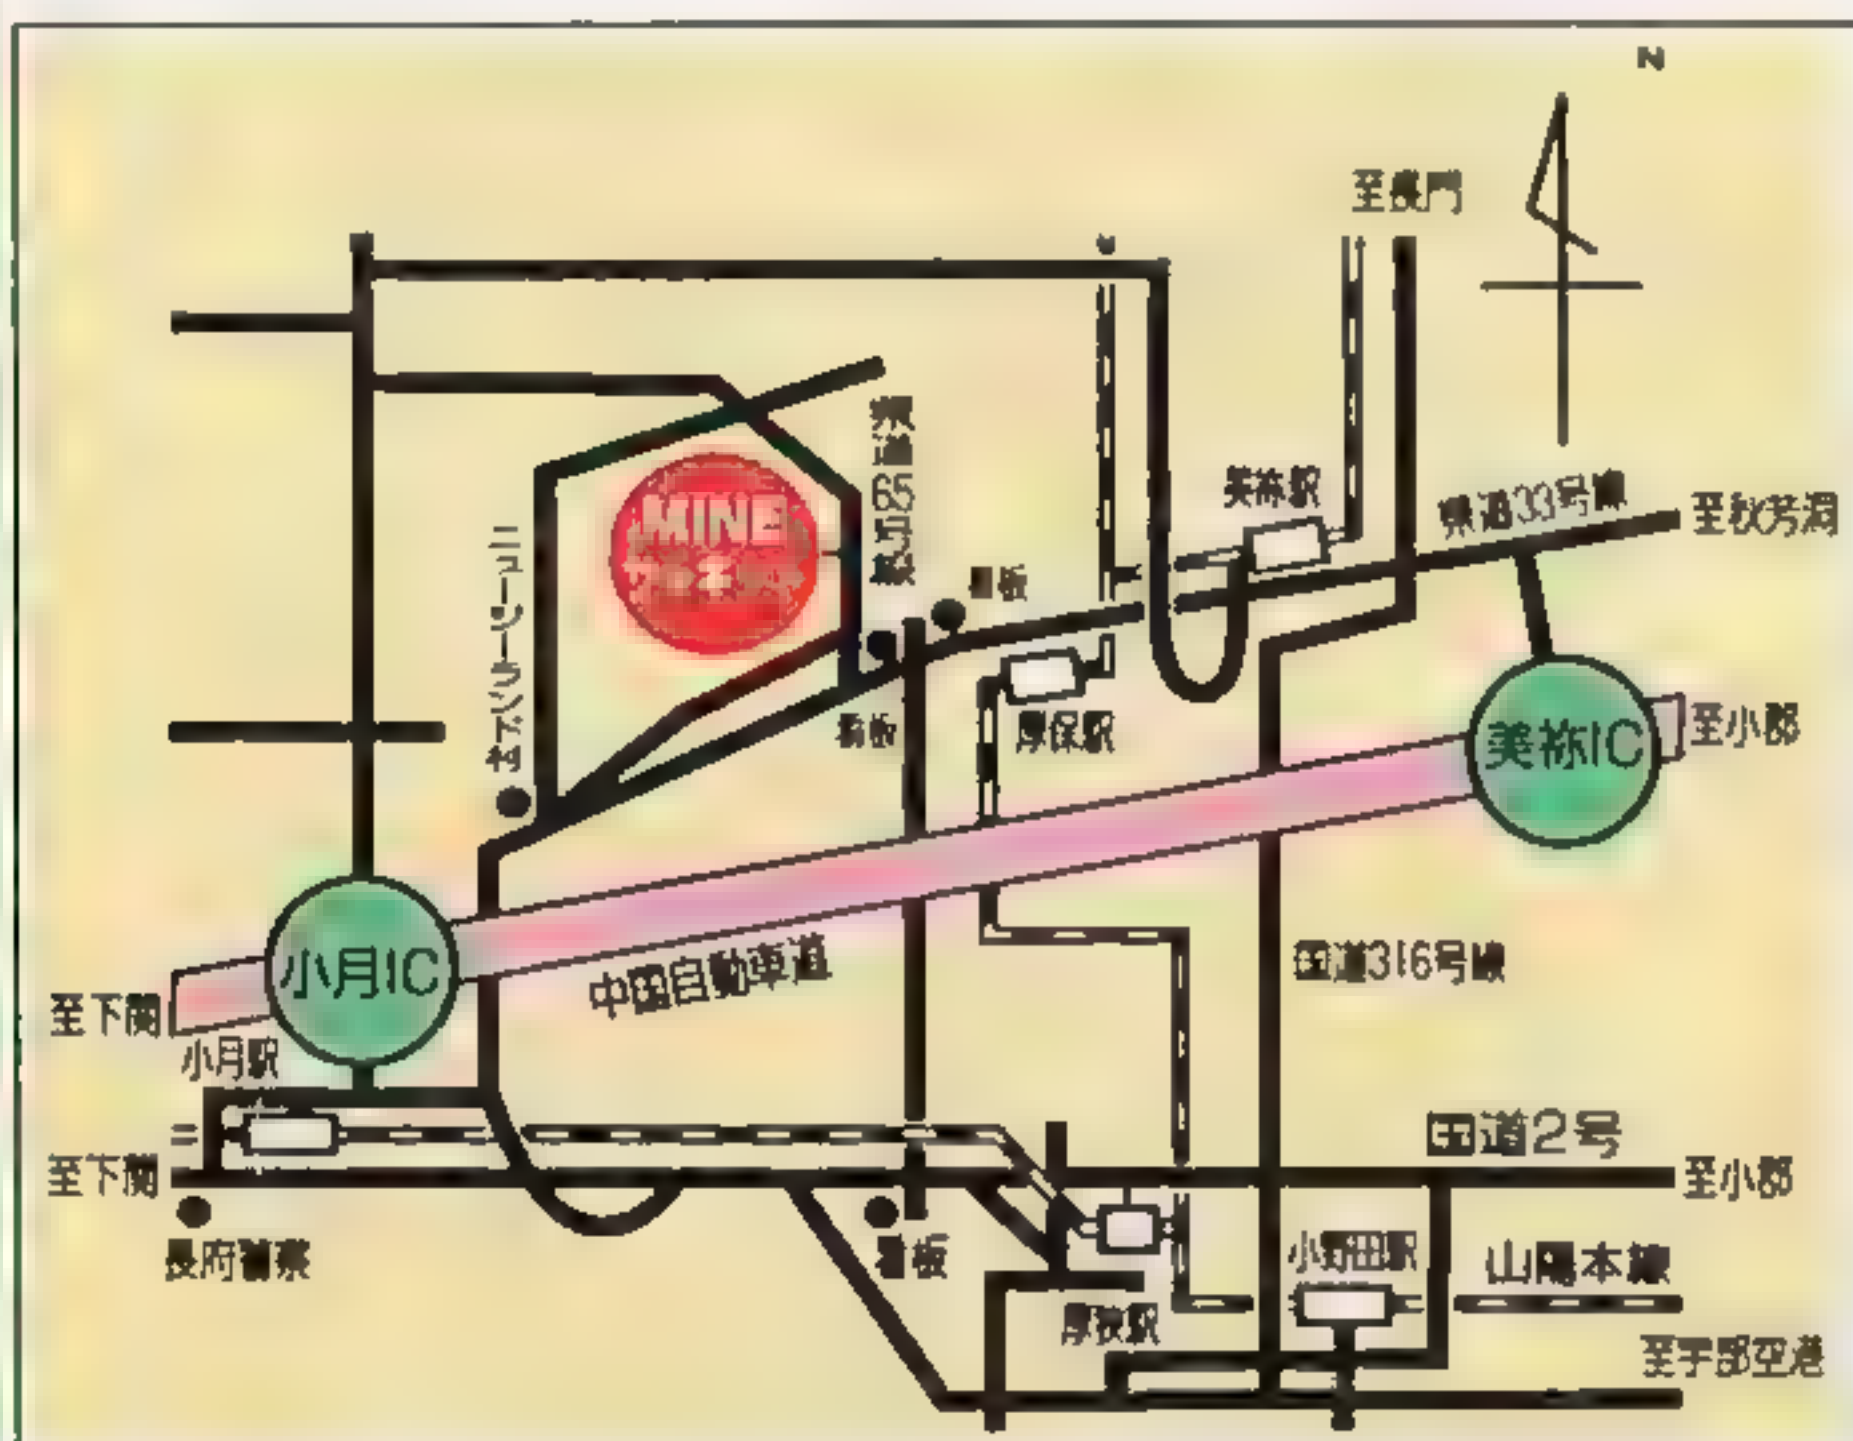 N
至長門
県道65号線
MINE
美祢駅
県道33号線
至秋芳洞
ニュージーランド村
看板
看板
厚保駅
美祢IC
至小郡
小月IC
中国自動車道
国道316号線
至下関
小月駅
国道2号
至下関
至小郡
長府警察
看板
厚狭駅
小野田駅
山陽本線
至宇部空港